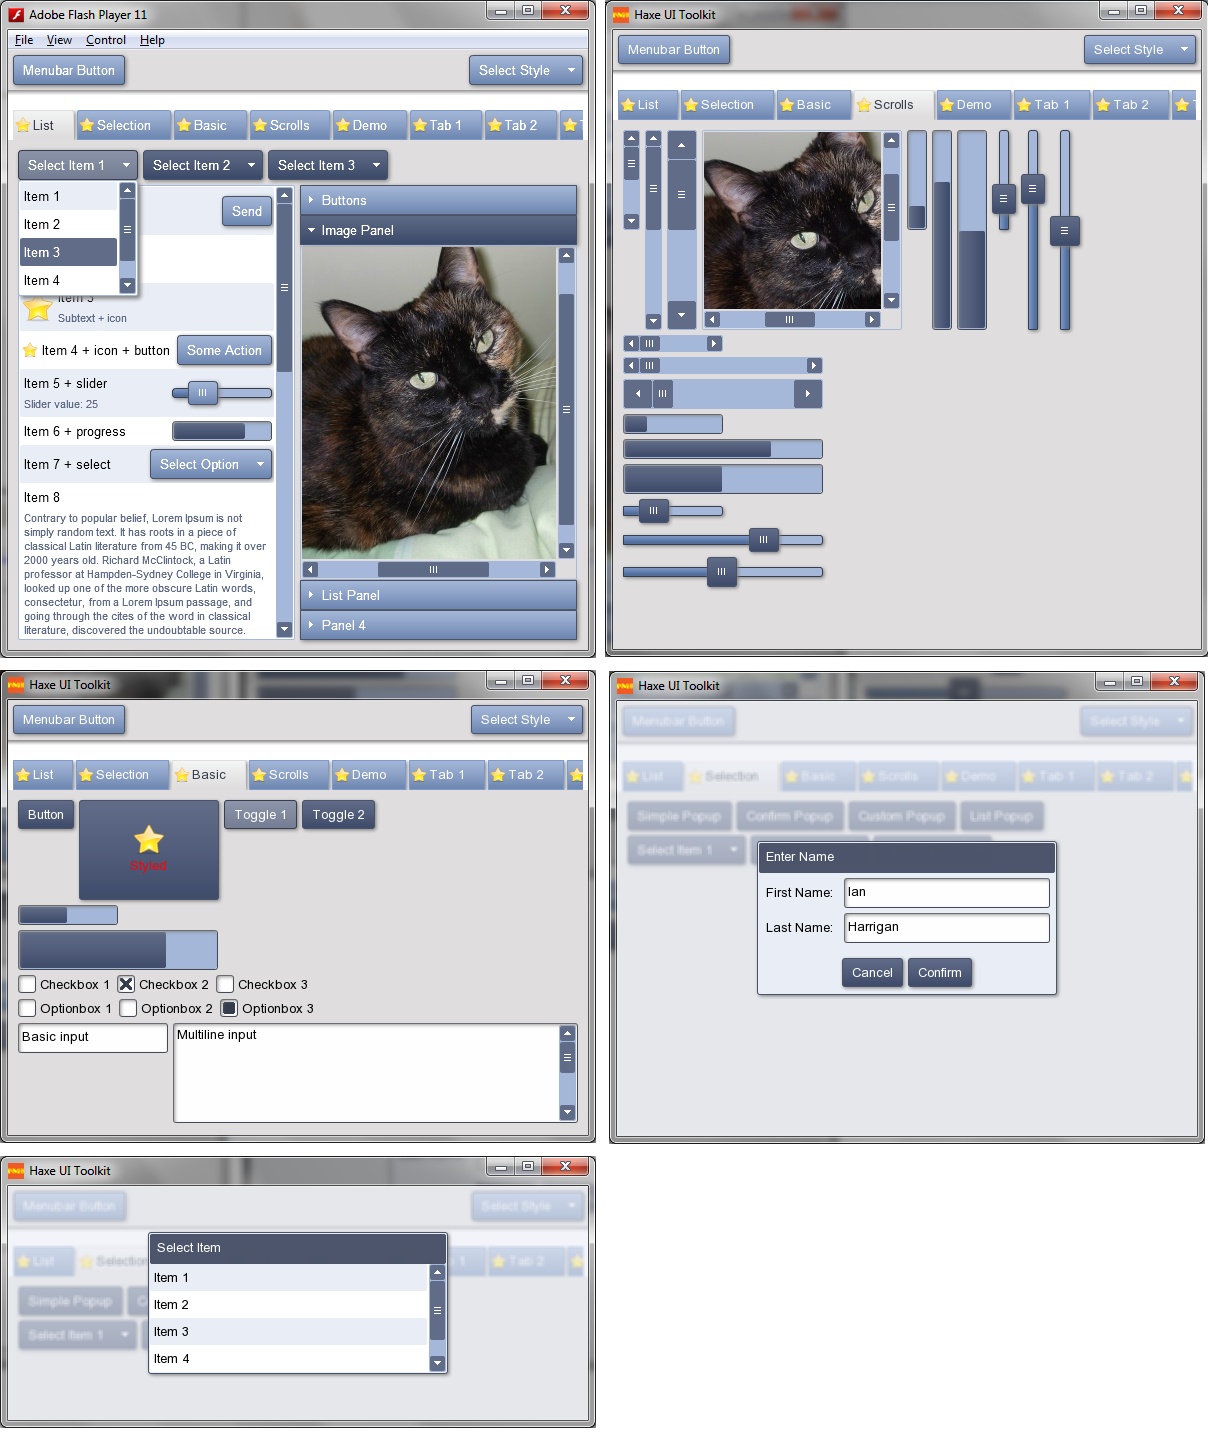 Adobe Flash Player 11
File View Control Help
Menubar Button Select Style
List Selection Basic Scrolls Demo Tab 1 Tab 2
Select Item 1 Select Item 2 Select Item 3
Item 1
Item 2
Item 3
Item 4
Send
Item 3
Subtext + icon
Item 4 + icon + button Some Action
Item 5 + slider
Slider value: 25
Item 6 + progress
Item 7 + select Select Option
Item 8
Contrary to popular belief, Lorem Ipsum is not
simply random text. It has roots in a piece of
classical Latin literature from 45 BC, making it over
2000 years old. Richard McClintock, a Latin
professor at Hampden-Sydney College in Virginia,
looked up one of the more obscure Latin words,
consectetur, from a Lorem Ipsum passage, and
going through the cites of the word in classical
literature, discovered the undoubtable source.
Buttons
Image Panel
List Panel
Panel 4
Haxe UI Toolkit
Menubar Button Select Style
List Selection Basic Scrolls Demo Tab 1 Tab 2
Haxe UI Toolkit
Menubar Button Select Style
List Selection Basic Scrolls Demo Tab 1 Tab 2
Button Styled Toggle 1 Toggle 2
Checkbox 1 Checkbox 2 Checkbox 3
Optionbox 1 Optionbox 2 Optionbox 3
Basic input Multiline input
Haxe UI Toolkit
Menubar Button Select Style
List Selection Basic Scrolls Demo Tab 1 Tab 2
Simple Popup Confirm Popup Custom Popup List Popup
Select Item 1
Enter Name
First Name: Ian
Last Name: Harrigan
Cancel Confirm
Haxe UI Toolkit
Menubar Button Select Style
List Selection Tab 2
Simple Popup
Select Item 1
Select Item
Item 1
Item 2
Item 3
Item 4